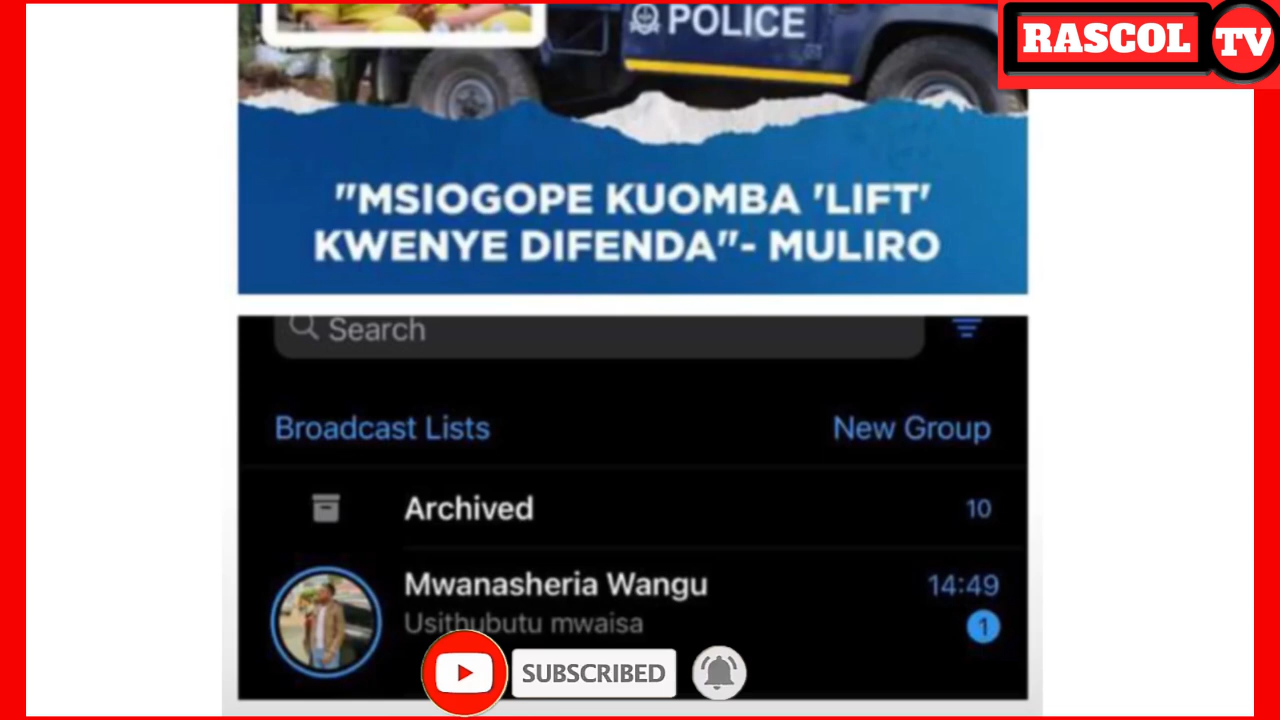 POLICE
RASCOL TV
"MSIOGOPE KUOMBA 'LIFT'
KWENYE DIFENDA"- MULIRO
Search
Broadcast Lists New Group
Archived 10
Mwanasheria Wangu 14:49
Usithubutu mwaisa 1
SUBSCRIBED